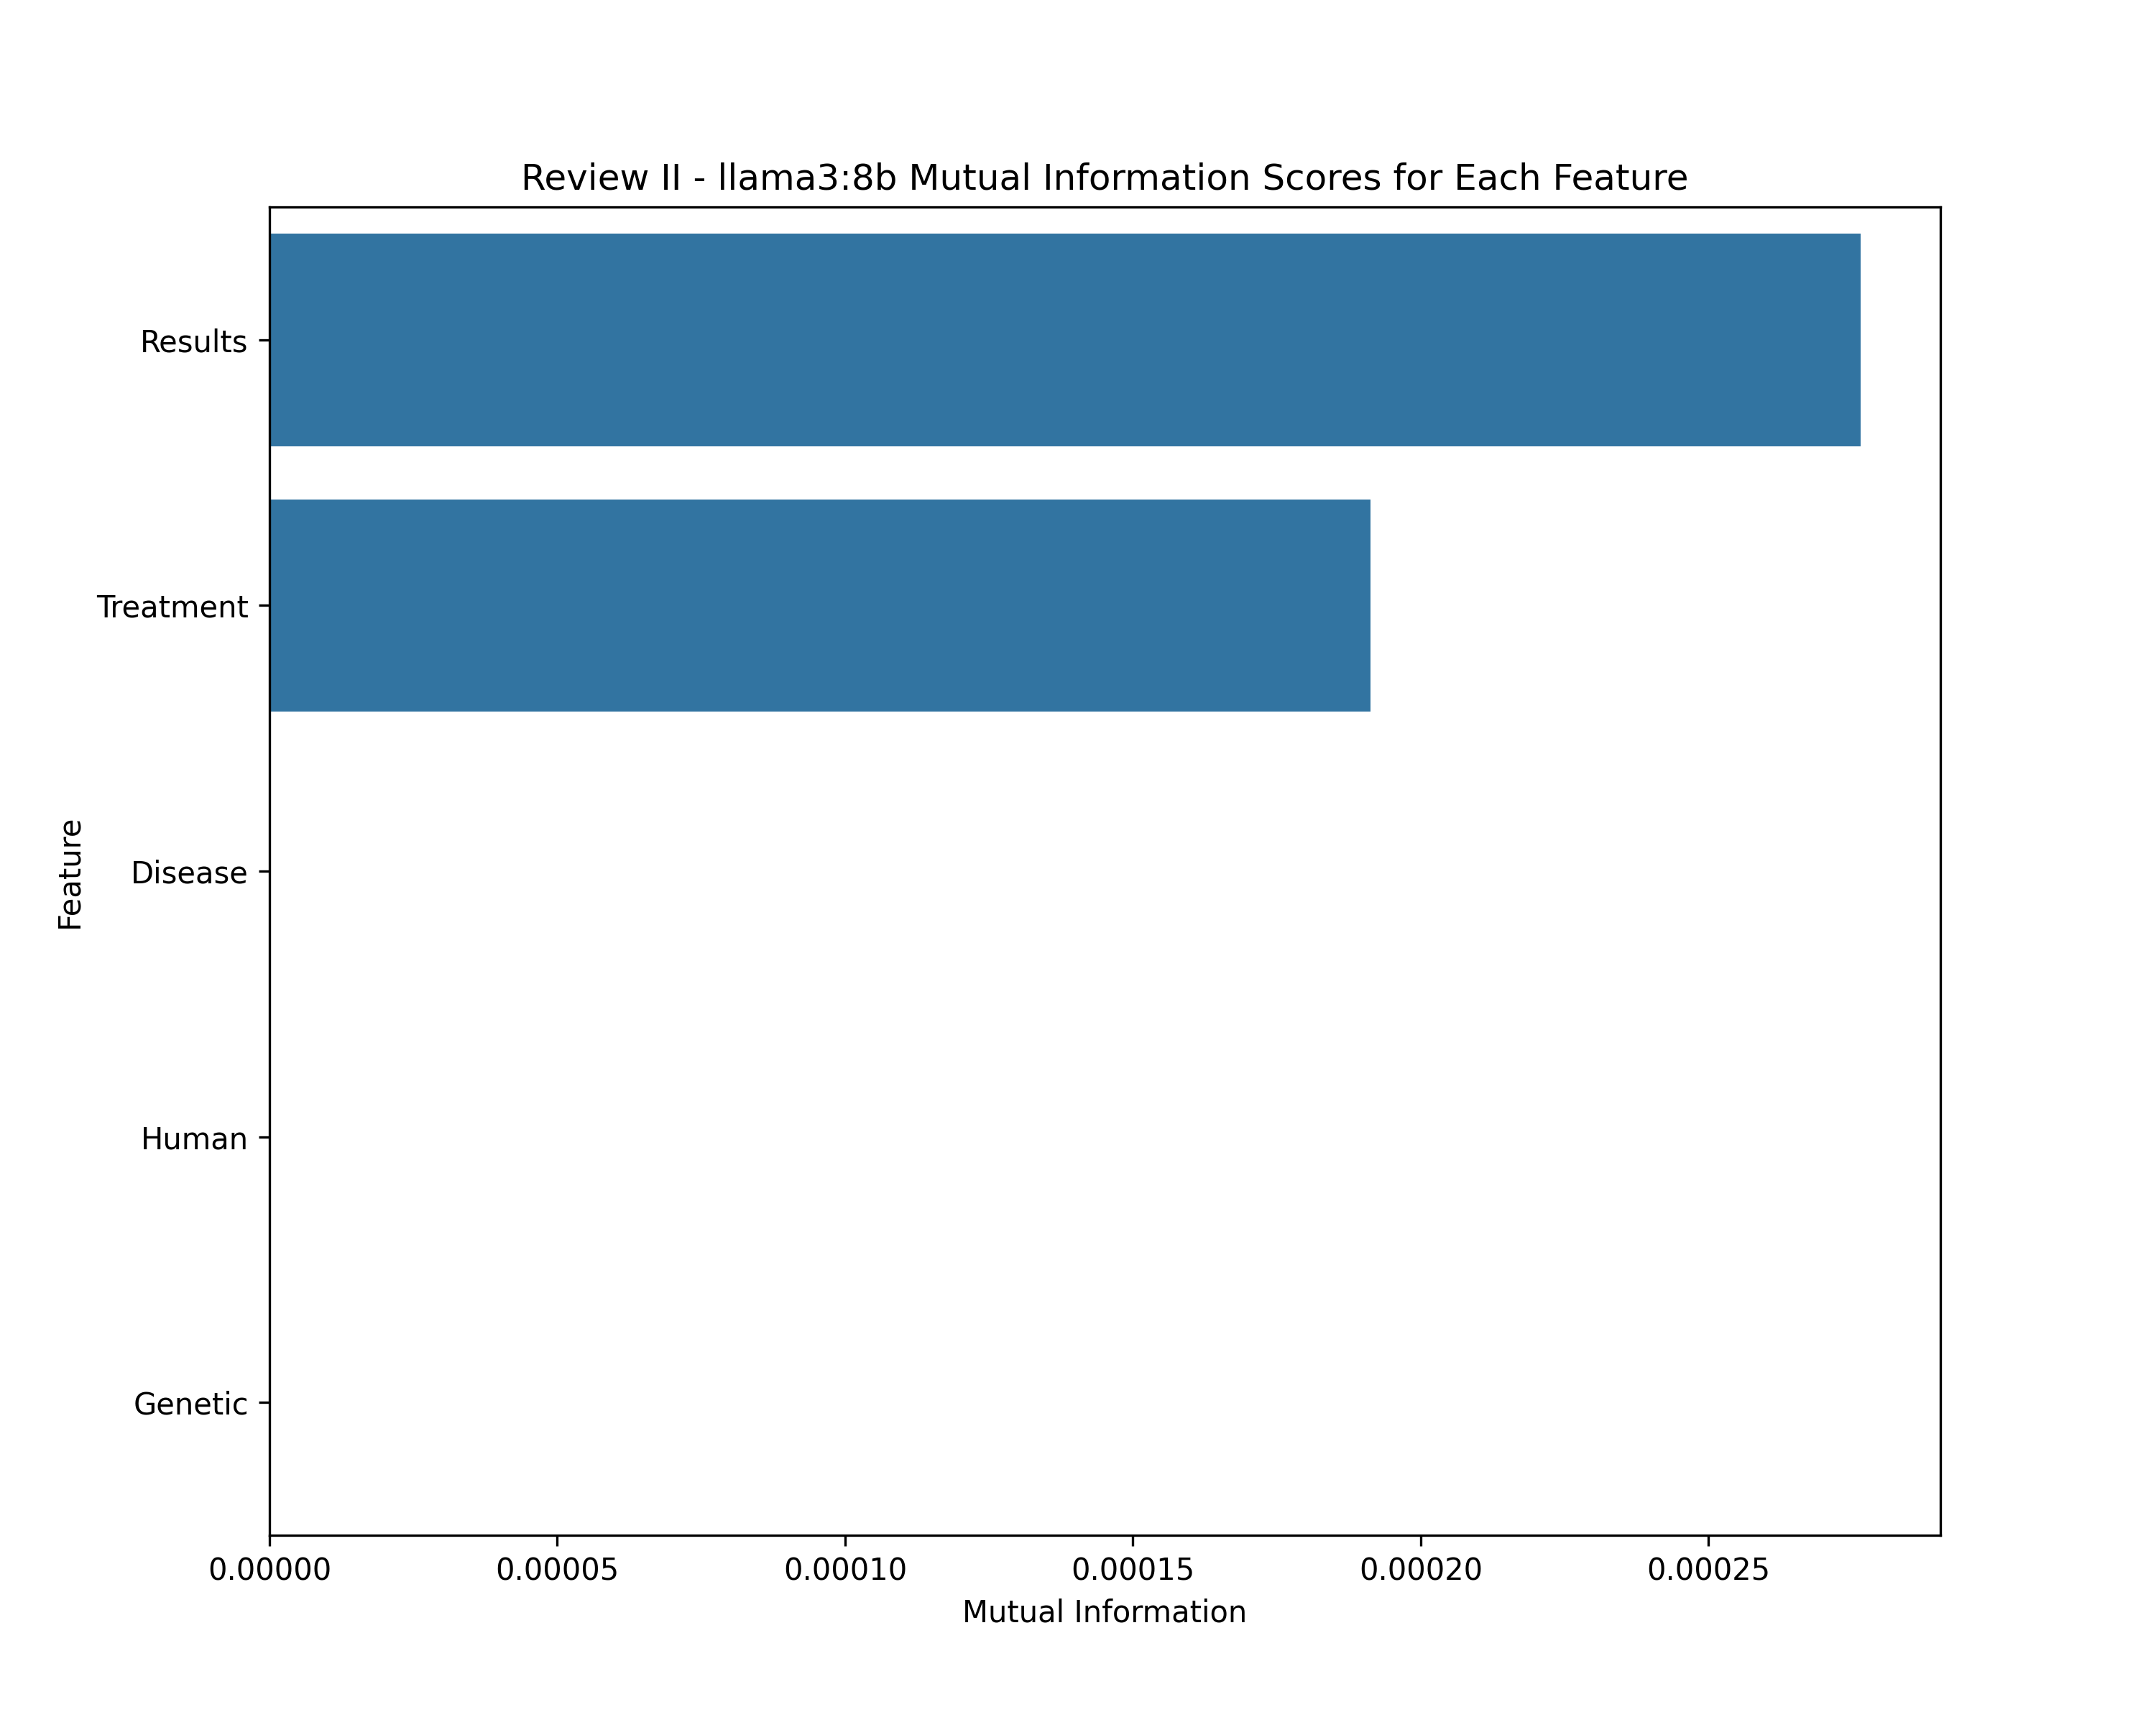 Review II - llama3:8b Mutual Information Scores for Each Feature
Results
Treatment
Disease
Human
Genetic
Feature
0.00000
0.00005
0.00010
0.00015
0.00020
0.00025
Mutual Information